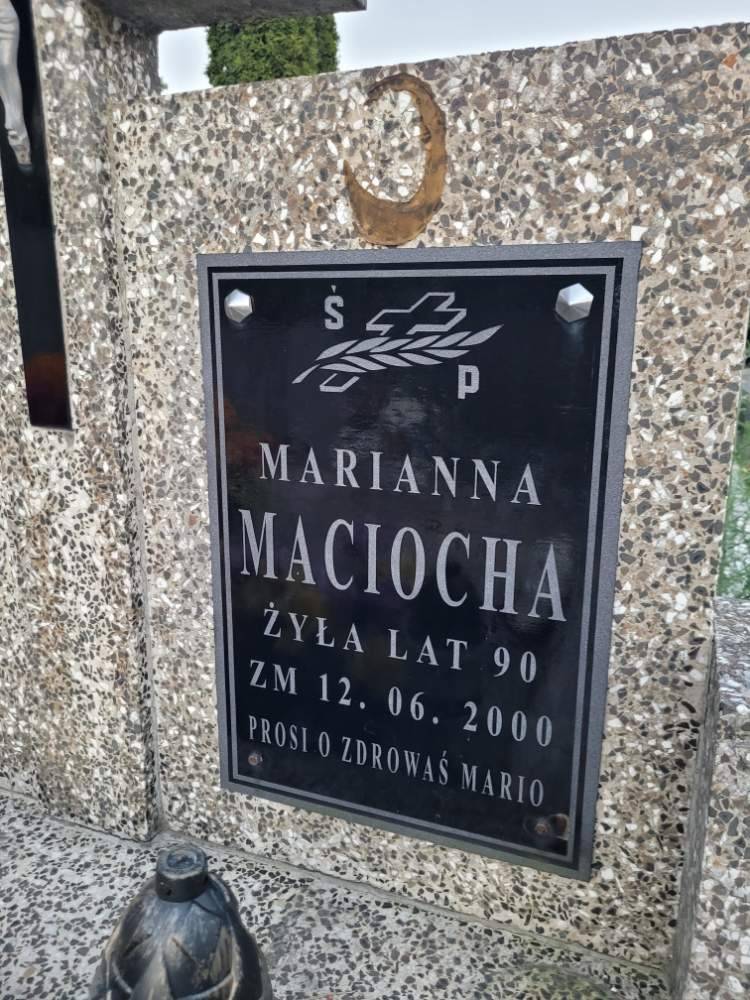 Ś
P
MARIANNA
MACIOCHA
ŻYŁA LAT 90
ZM 12. 06. 2000
PROSI O ZDROWAŚ MARIO